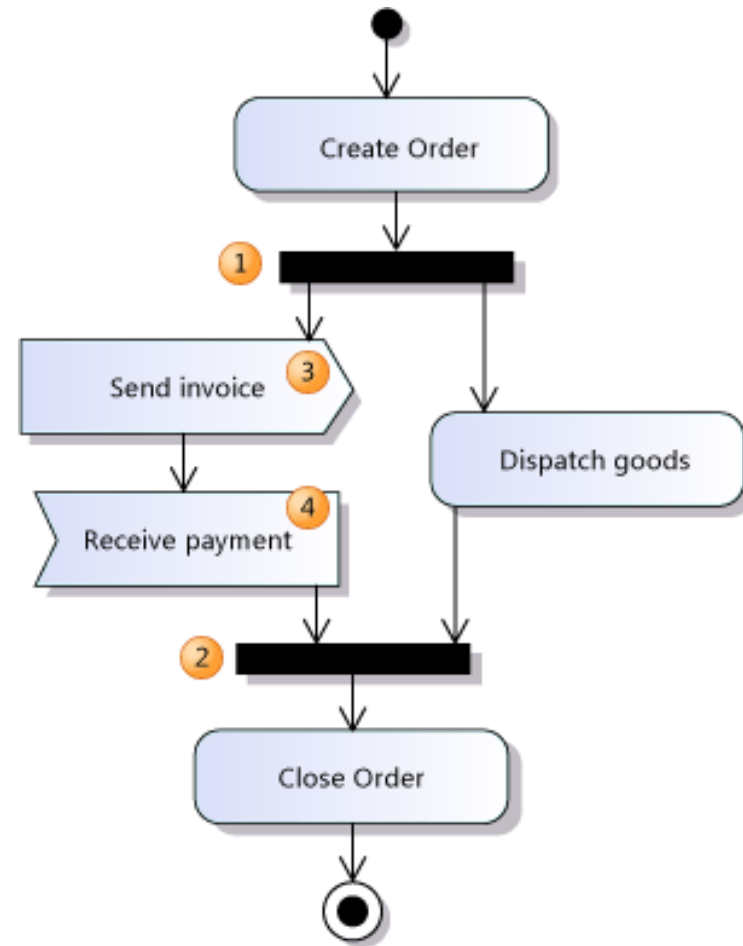 Create Order
1
3
Send invoice
Dispatch goods
4
Receive payment
2
Close Order